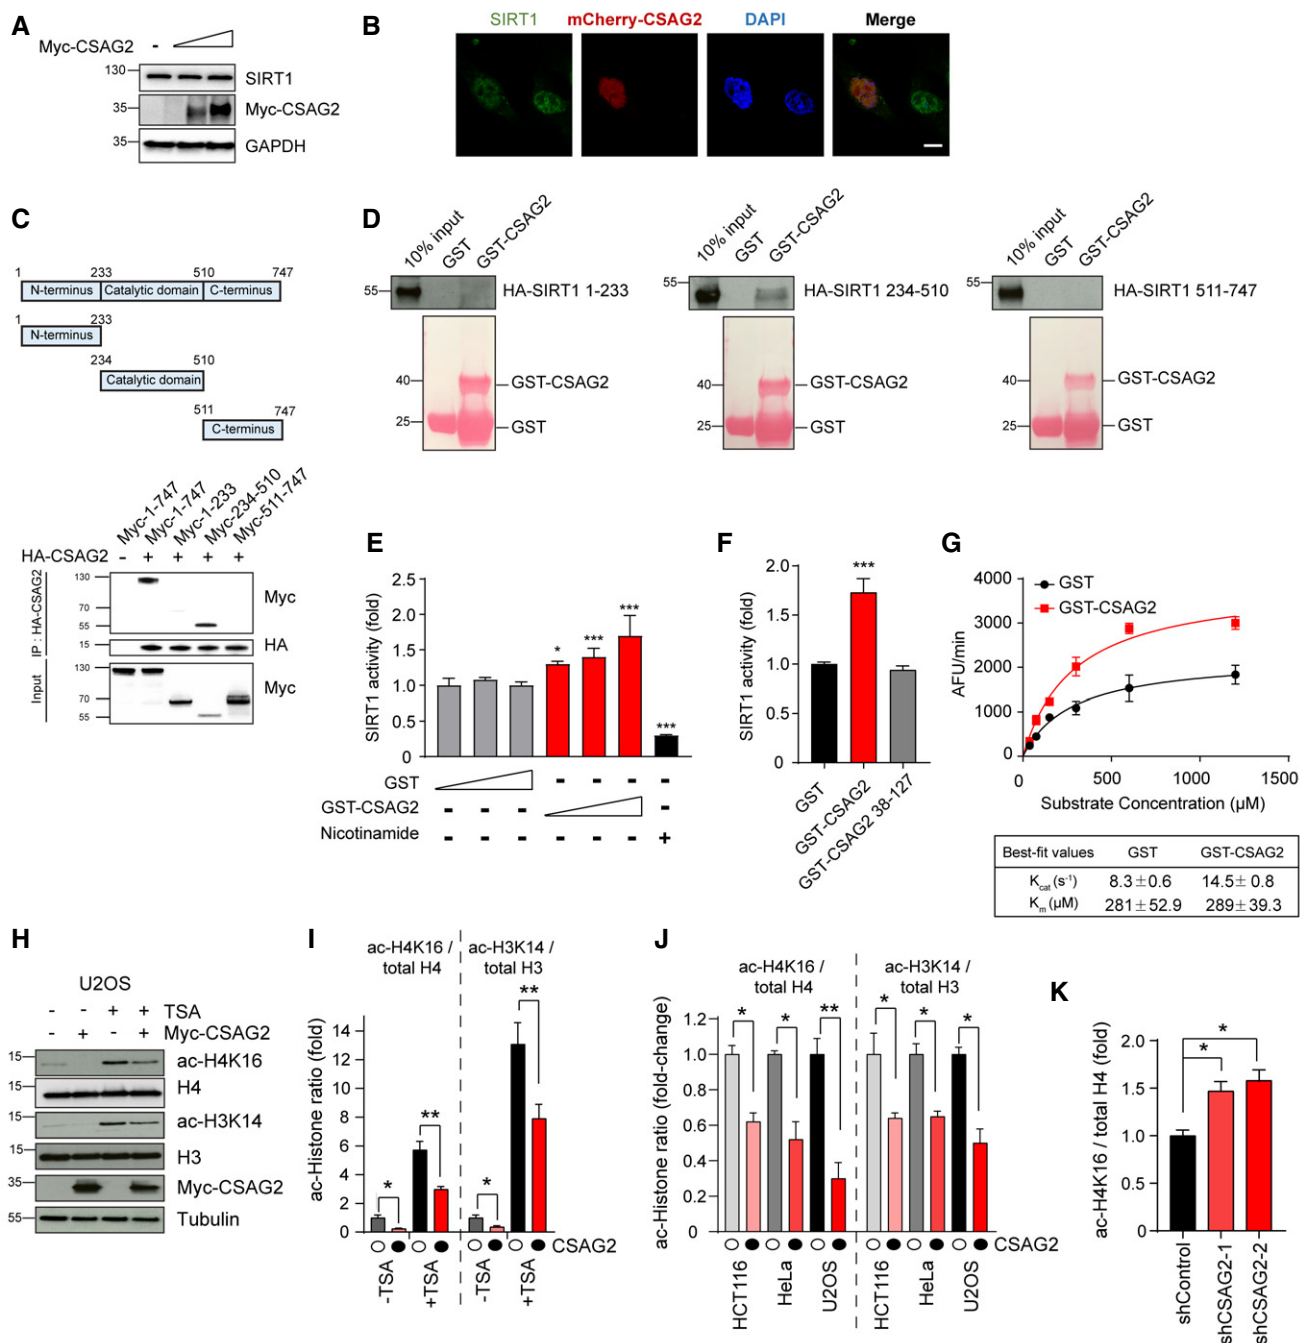 A
Myc-CSAG2 -
130
SIRT1
35
Myc-CSAG2
35
GAPDH
B
SIRT1 mCherry-CSAG2 DAPI Merge
C
1 233 510 747
N-terminus Catalytic domain C-terminus
1 233
N-terminus
234 510
Catalytic domain
511 747
C-terminus
Myc-1-747
Myc-1-747
Myc-1-233
Myc-234-510
Myc-511-747
HA-CSAG2 - + + + +
IP : HA-CSAG2
130
70
55
Myc
15
HA
Input
130
70
55
Myc
D
10% input
GST
GST-CSAG2
55
HA-SIRT1 1-233
40
GST-CSAG2
25
GST
10% input
GST
GST-CSAG2
55
HA-SIRT1 234-510
40
GST-CSAG2
25
GST
10% input
GST
GST-CSAG2
55
HA-SIRT1 511-747
40
GST-CSAG2
25
GST
E
SIRT1 activity (fold)
2.5
2.0
1.5
1.0
0.5
0
* *** *** ***
GST - - - -
GST-CSAG2 - - - -
Nicotinamide - - - - - - +
F
SIRT1 activity (fold)
2.0
1.5
1.0
0.5
0
***
GST
GST-CSAG2
GST-CSAG2 38-127
G
AFU/min
4000
3000
2000
1000
0
GST
GST-CSAG2
0 500 1000 1500
Substrate Concentration (µM)
Best-fit values GST GST-CSAG2
Kcat (s-1) 8.3±0.6 14.5±0.8
Km (µM) 281±52.9 289±39.3
H
U2OS
- - + + TSA
- + - + Myc-CSAG2
15
ac-H4K16
15
H4
15
ac-H3K14
15
H3
35
Myc-CSAG2
55
Tubulin
I
ac-H4K16 / total H4
ac-H3K14 / total H3
ac-Histone ratio (fold)
14
12
10
8
6
4
2
0
* ** * **
CSAG2
-TSA +TSA -TSA +TSA
J
ac-H4K16 / total H4
ac-H3K14 / total H3
ac-Histone ratio (fold-change)
1.2
1.0
0.8
0.6
0.4
0.2
0
* * ** * * *
CSAG2
HCT116 HeLa U2OS HCT116 HeLa U2OS
K
ac-H4K16 / total H4 (fold)
2.0
1.5
1.0
0.5
0
* *
shControl
shCSAG2-1
shCSAG2-2